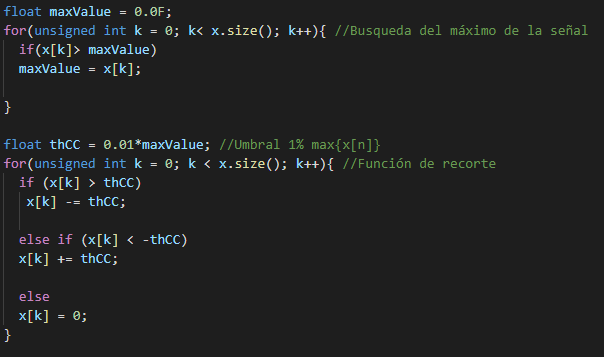 float maxValue = 0.0F;
for(unsigned int k = 0; k< x.size(); k++){ //Busqueda del máximo de la señal
  if(x[k]> maxValue)
  maxValue = x[k];
}
float thCC = 0.01*maxValue; //Umbral 1% max{x[n]}
for(unsigned int k = 0; k < x.size(); k++){ //Función de recorte
  if (x[k] > thCC)
   x[k] -= thCC;
  else if (x[k] < -thCC)
  x[k] += thCC;
  else
  x[k] = 0;
}